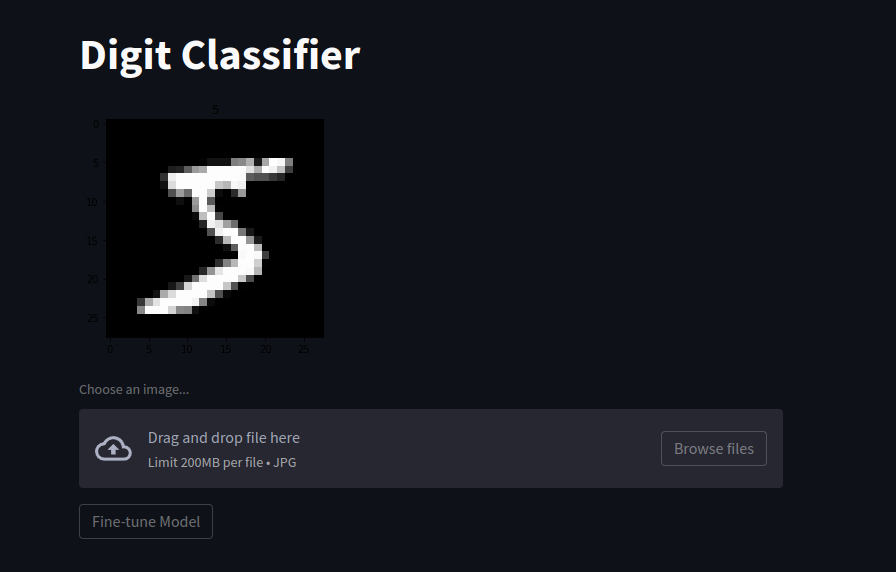 Digit Classifier
5
0
5
10
15
20
25
0 5 10 15 20 25
5
Choose an image...
Drag and drop file here
Limit 200MB per file • JPG
Browse files
Fine-tune Model